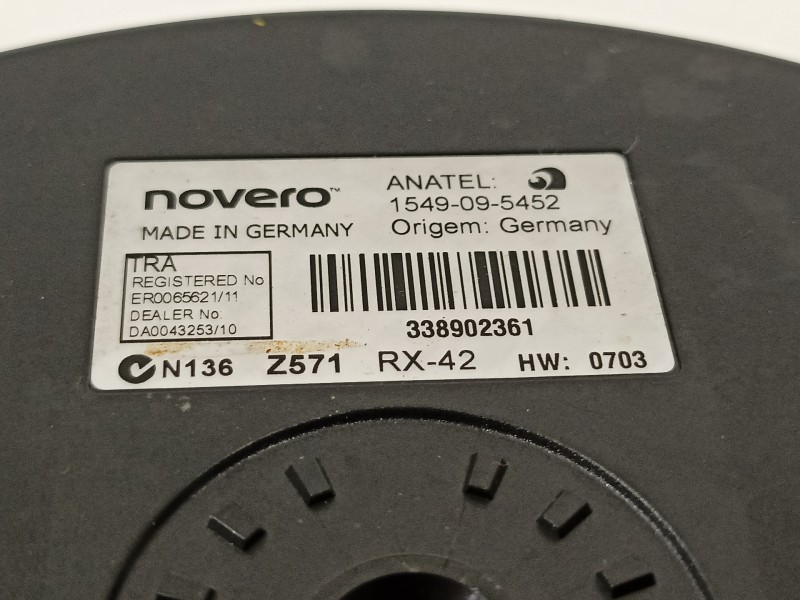 novero™
MADE IN GERMANY
ANATEL:
1549-09-5452
Origem: Germany
TRA
REGISTERED No
ER0065621/11
DEALER No.
DA0043253/10
338902361
N136 Z571 RX-42 HW: 0703